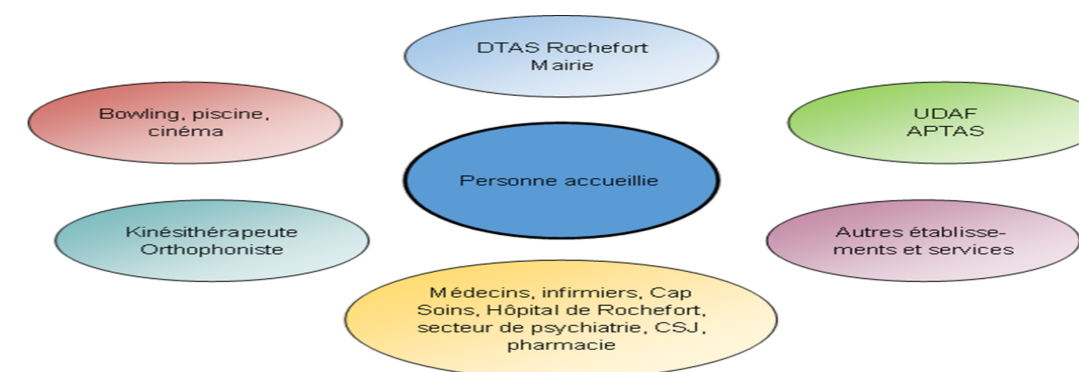 DTAS Rochefort
Mairie
Bowling, piscine,
cinéma
UDAF
APTAS
Personne accueillie
Kinésithérapeute
Orthophoniste
Autres établisse-
ments et services
Médecins, infirmiers, Cap
Soins, Hôpital de Rochefort,
secteur de psychiatrie, CSJ,
pharmacie